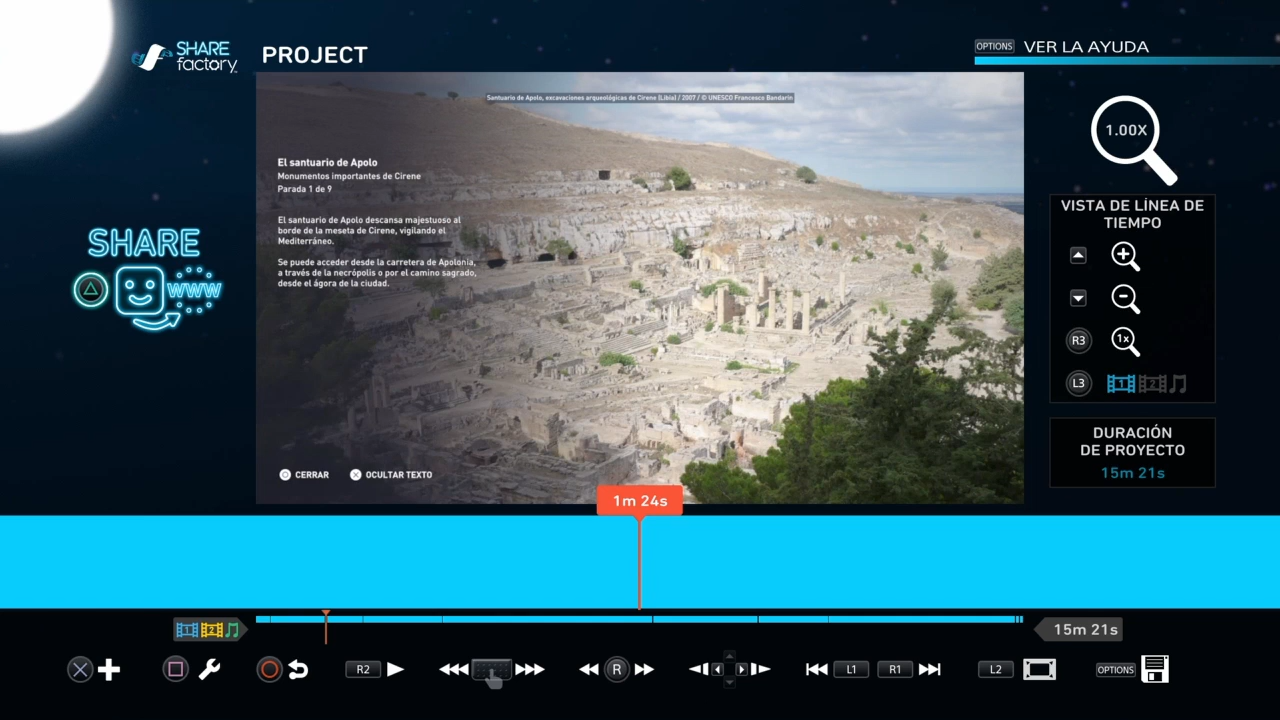 SHARE
factory
PROJECT
OPTIONS VER LA AYUDA
Santuario de Apolo, excavaciones arqueológicas de Cirene (Libia) / 2007 / © UNESCO Francesco Bandarin
1.00X
El santuario de Apolo
Monumentos importantes de Cirene
Parada 1 de 9
El santuario de Apolo descansa majestuoso al
borde de la meseta de Cirene, vigilando el
Mediterráneo.
Se puede acceder desde la carretera de Apolonia,
a través de la necrópolis o por el camino sagrado,
desde el ágora de la ciudad.
VISTA DE LÍNEA DE
TIEMPO
R3 1x
L3 1 2
SHARE
www
DURACIÓN
DE PROYECTO
15m 21s
CERRAR OCULTAR TEXTO
1m 24s
1 2
15m 21s
R2
R
L1 R1
L2
OPTIONS